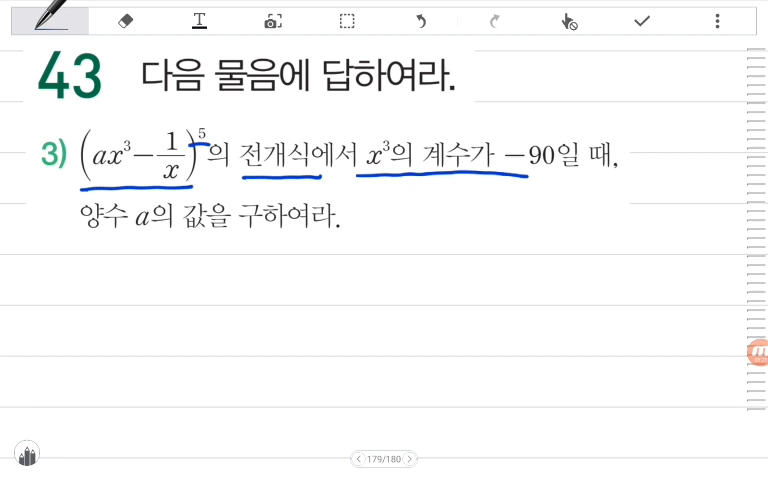 T
43 다음 물음에 답하여라.
3) (ax³−1/x)⁵의 전개식에서 x³의 계수가 −90일 때,
양수 a의 값을 구하여라.
179/180